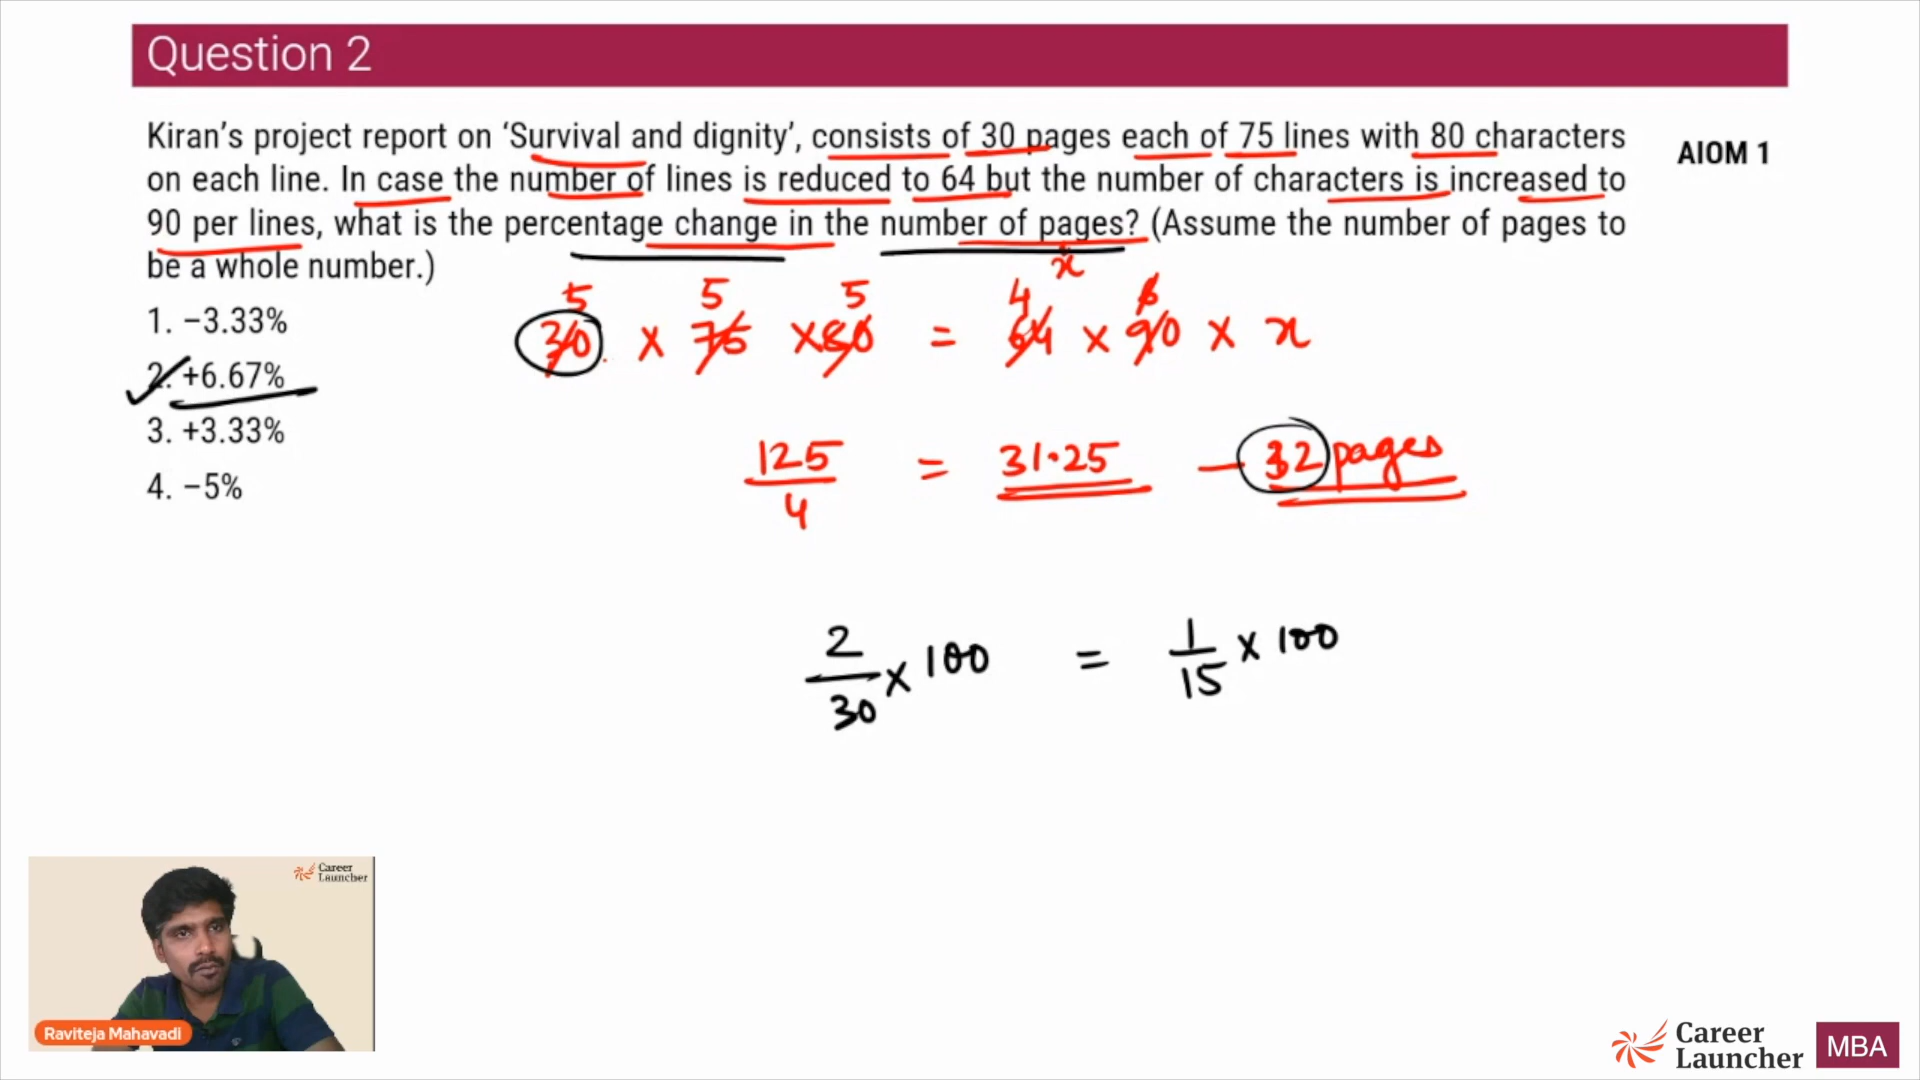 Question 2
Kiran's project report on ‘Survival and dignity’, consists of 30 pages each of 75 lines with 80 characters
on each line. In case the number of lines is reduced to 64 but the number of characters is increased to
90 per lines, what is the percentage change in the number of pages? (Assume the number of pages to
be a whole number.)
AIOM 1
x
1. −3.33%
2. +6.67%
3. +3.33%
4. −5%
5 5 5 4 6
30 × 75 × 80 = 64 × 90 × x
125/4 = 31.25 — 32 pages
2/30 × 100 = 1/15 × 100
Career
Launcher
Raviteja Mahavadi
Career
Launcher
MBA